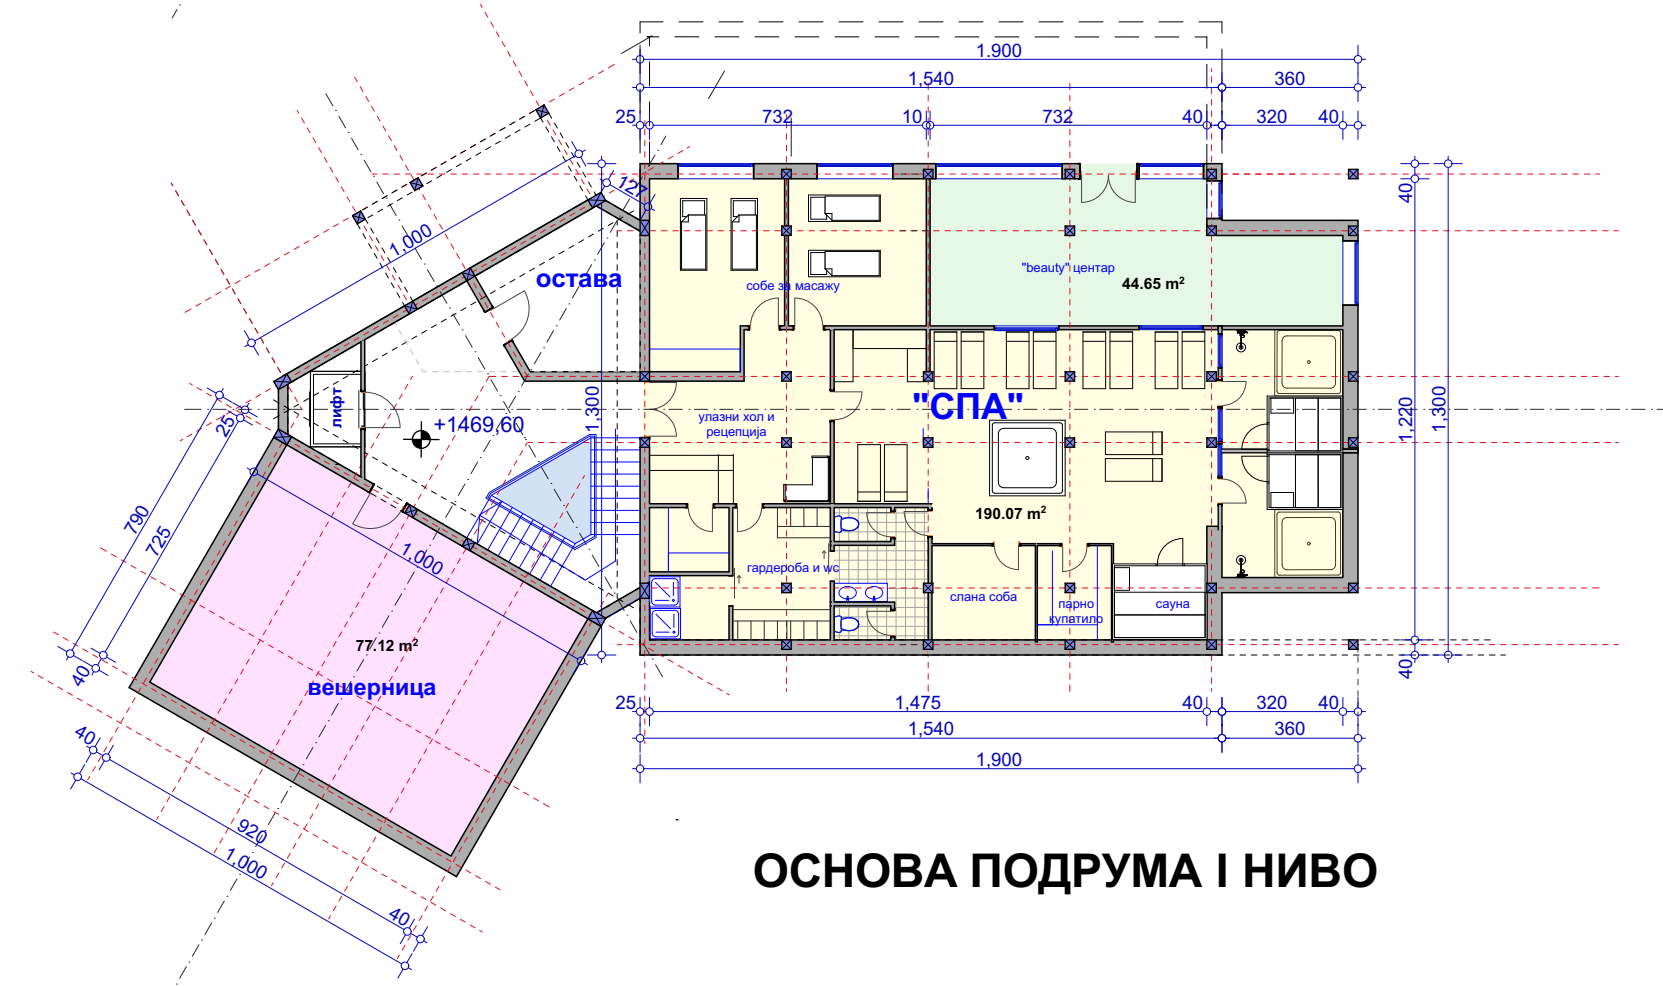 1.900
1,540
360
25
732
10
732
40
320
40
127
1,000
40
остава
"beauty" центар
44.65 m²
собе за масажу
лифт
+1469,60
1,300
улазни хол и
рецепција
"СПА"
1,220
1,300
25
790
725
1,000
190.07 m²
гардероба и wc
слана соба
парно
купатило
сауна
77.12 m²
вешерница
40
40
25
1,475
40
320
40
1,540
360
1,900
40
920
1,000
40
ОСНОВА ПОДРУМА I НИВО